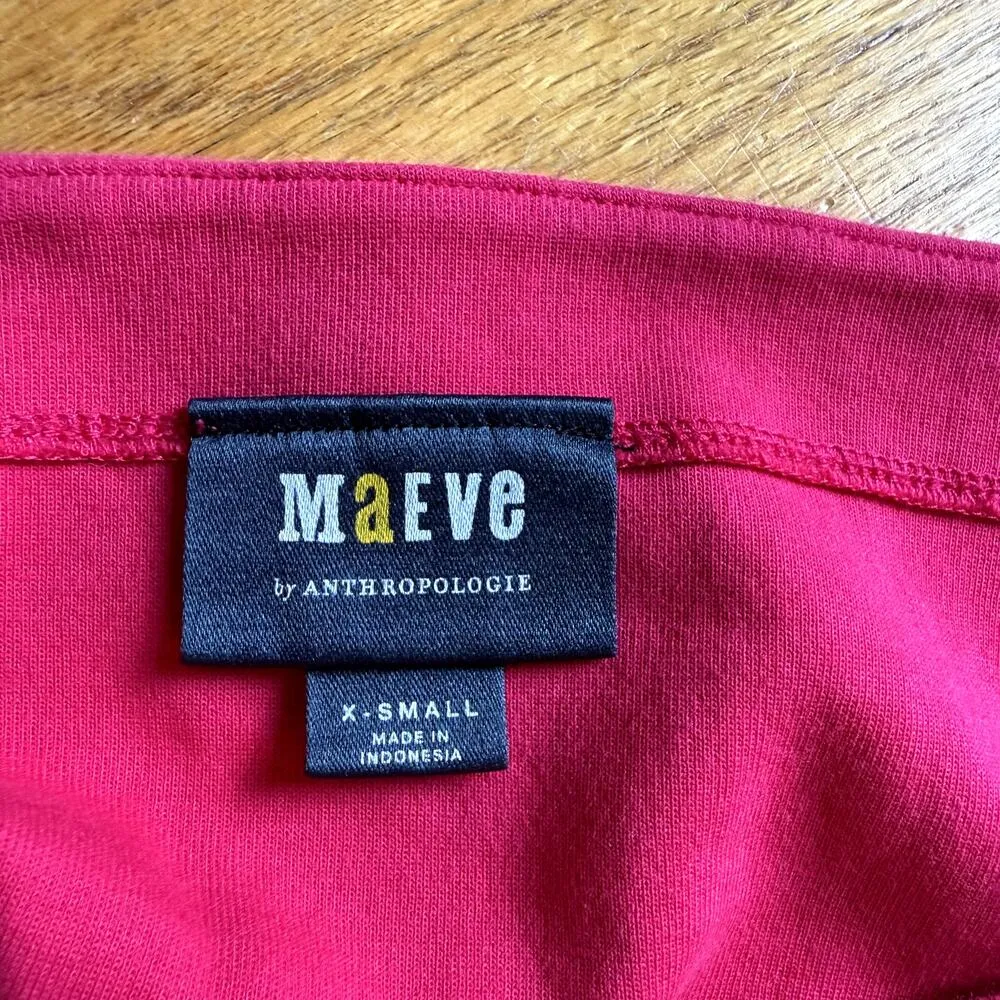 MaEVe
by ANTHROPOLOGIE
X-SMALL
MADE IN
INDONESIA